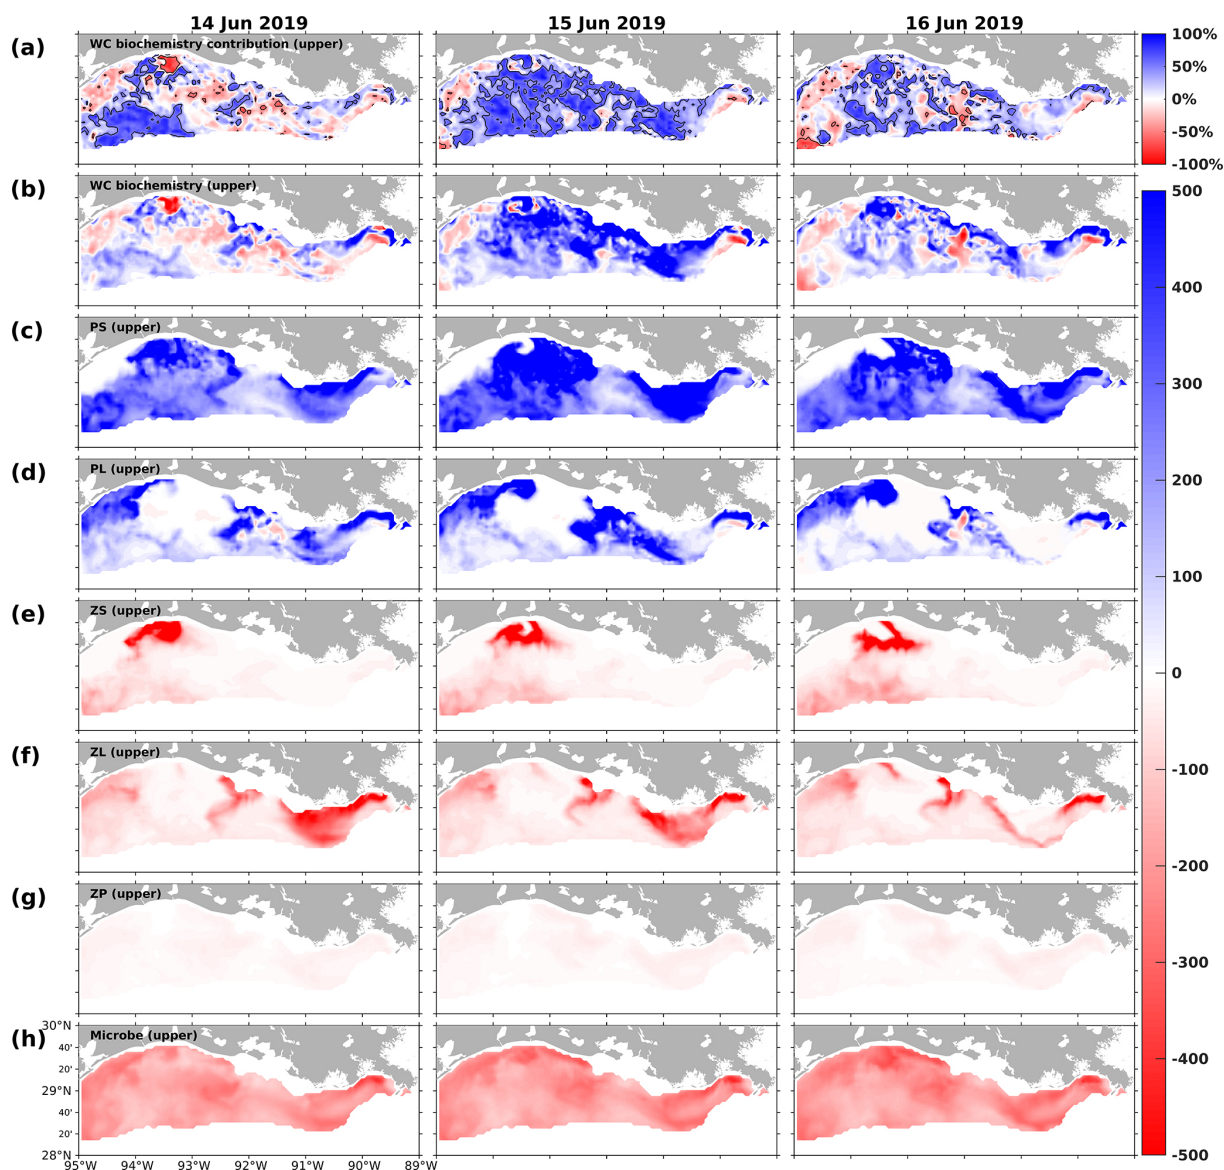 14 Jun 2019 15 Jun 2019 16 Jun 2019
(a) WC biochemistry contribution (upper)
100%
50%
0%
-50%
-100%
(b) WC biochemistry (upper)
500
(c) PS (upper)
400
300
(d) PL (upper)
200
100
(e) ZS (upper)
0
(f) ZL (upper)
-100
-200
(g) ZP (upper)
-300
(h) Microbe (upper)
-400
-500
30°N
40'
20'
29°N
40'
20'
28°N
95°W 94°W 93°W 92°W 91°W 90°W 89°W